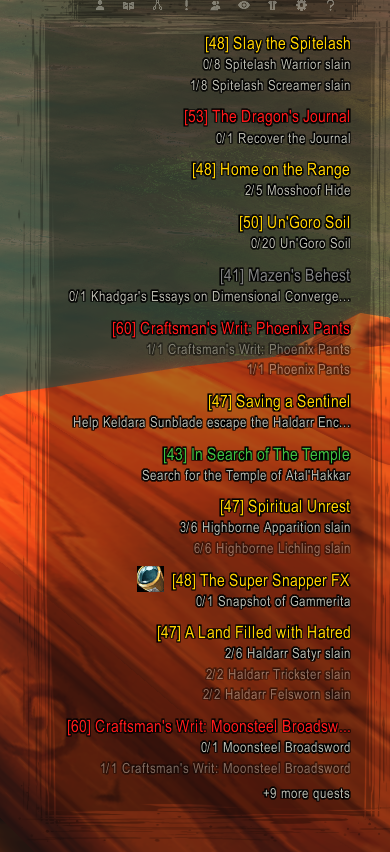 [48] Slay the Spitelash
0/8 Spitelash Warrior slain
1/8 Spitelash Screamer slain
[53] The Dragon's Journal
0/1 Recover the Journal
[48] Home on the Range
2/5 Mosshoof Hide
[50] Un'Goro Soil
0/20 Un'Goro Soil
[41] Mazen's Behest
0/1 Khadgar's Essays on Dimensional Converge...
[60] Craftsman's Writ: Phoenix Pants
1/1 Craftsman's Writ: Phoenix Pants
1/1 Phoenix Pants
[47] Saving a Sentinel
Help Keldara Sunblade escape the Haldarr Enc...
[43] In Search of The Temple
Search for the Temple of Atal'Hakkar
[47] Spiritual Unrest
3/6 Highborne Apparition slain
6/6 Highborne Lichling slain
[48] The Super Snapper FX
0/1 Snapshot of Gammerita
[47] A Land Filled with Hatred
2/6 Haldarr Satyr slain
2/2 Haldarr Trickster slain
2/2 Haldarr Felsworn slain
[60] Craftsman's Writ: Moonsteel Broadsw...
0/1 Moonsteel Broadsword
1/1 Craftsman's Writ: Moonsteel Broadsword
+9 more quests